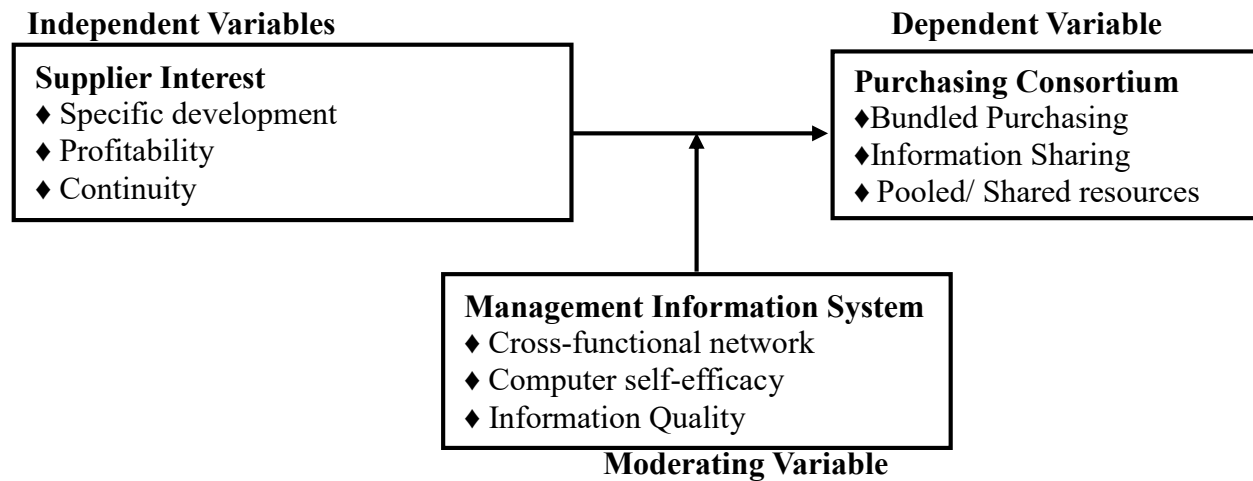 Independent Variables
Supplier Interest
♦ Specific development
♦ Profitability
♦ Continuity
Dependent Variable
Purchasing Consortium
♦Bundled Purchasing
♦Information Sharing
♦ Pooled/ Shared resources
Management Information System
♦ Cross-functional network
♦ Computer self-efficacy
♦ Information Quality
Moderating Variable